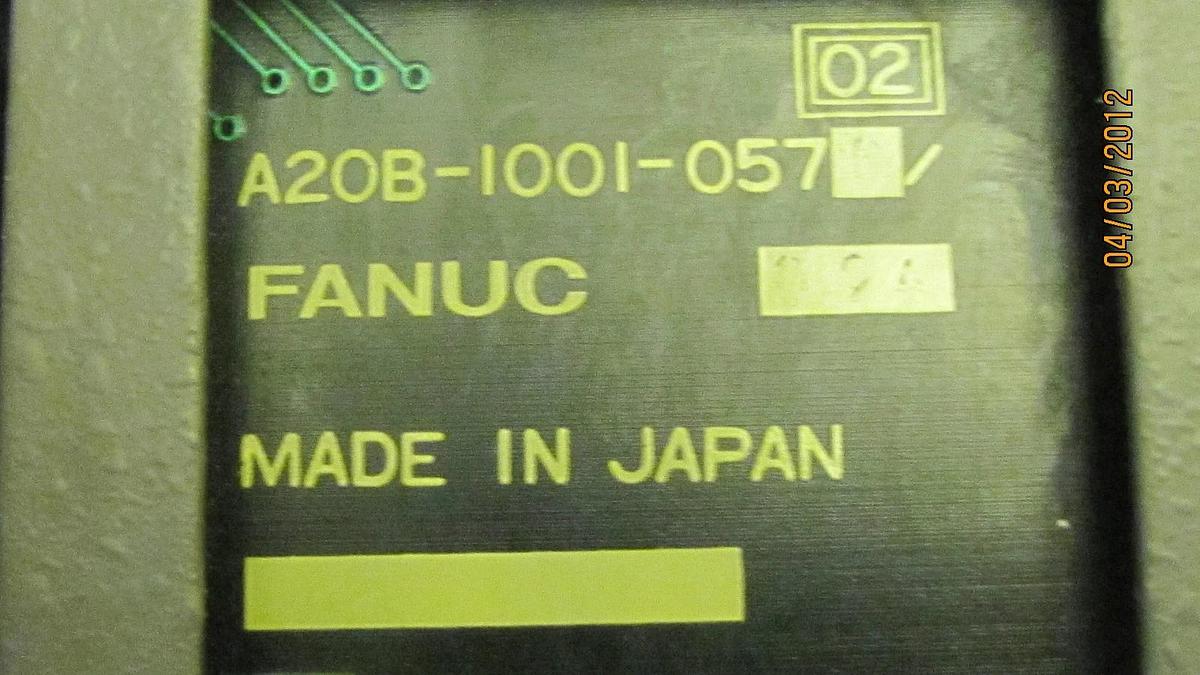 02
A20B-1001-057 /
FANUC
MADE IN JAPAN
04/03/2012